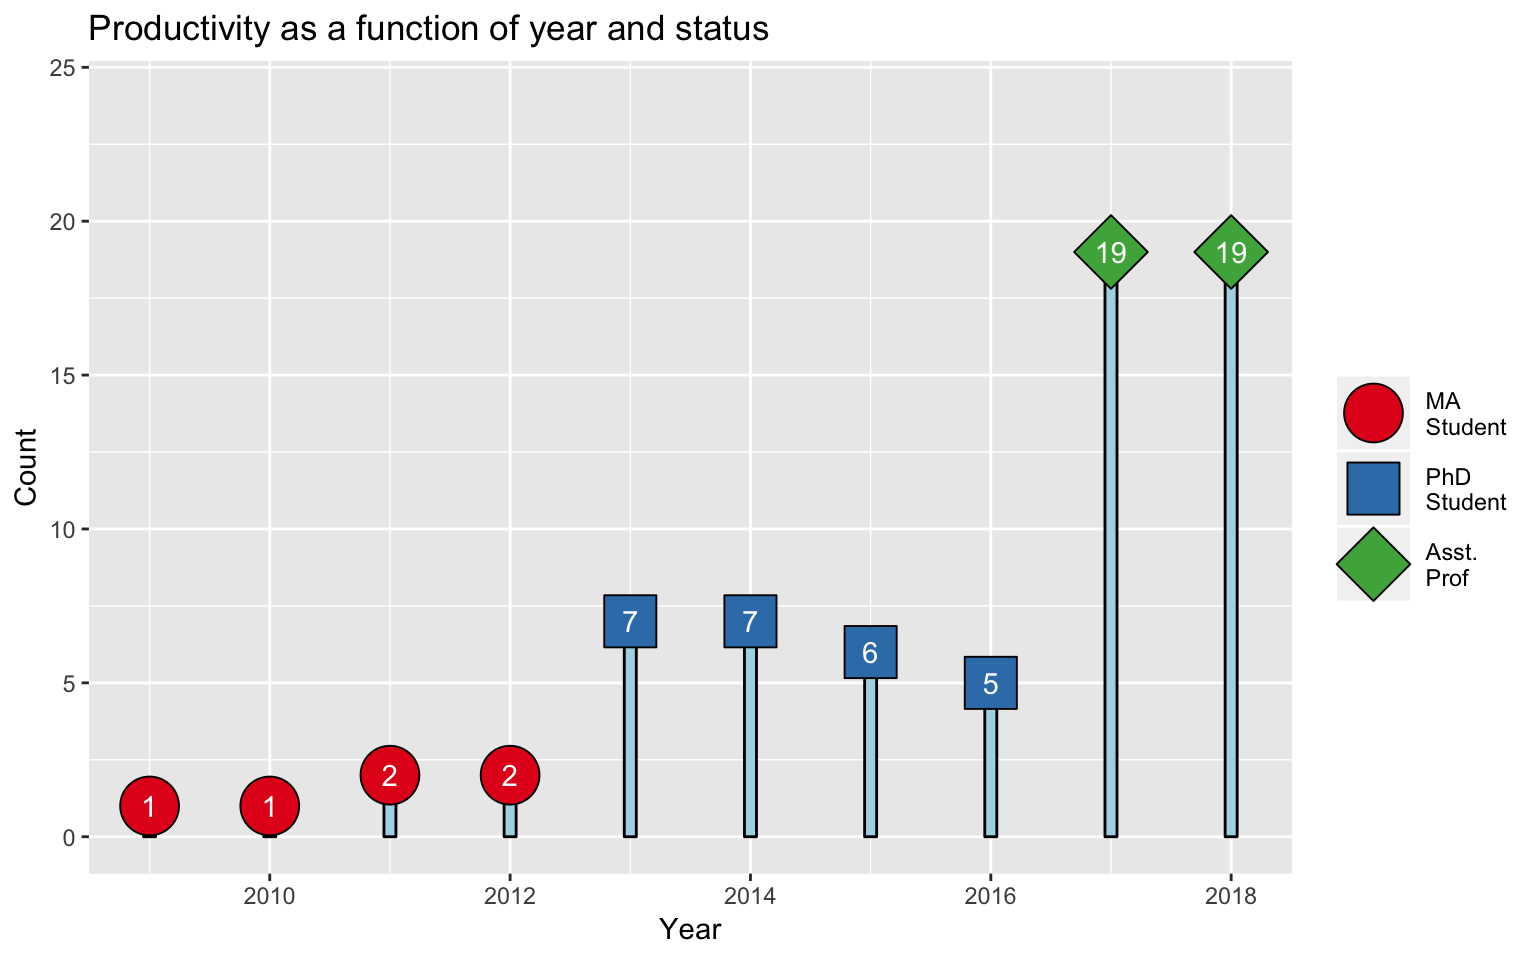 Productivity as a function of year and status
25
20
15
10
5
0
Count
19 19
7 7 6 5
1 1 2 2
2010 2012 2014 2016 2018
Year
MA
Student
PhD
Student
Asst.
Prof